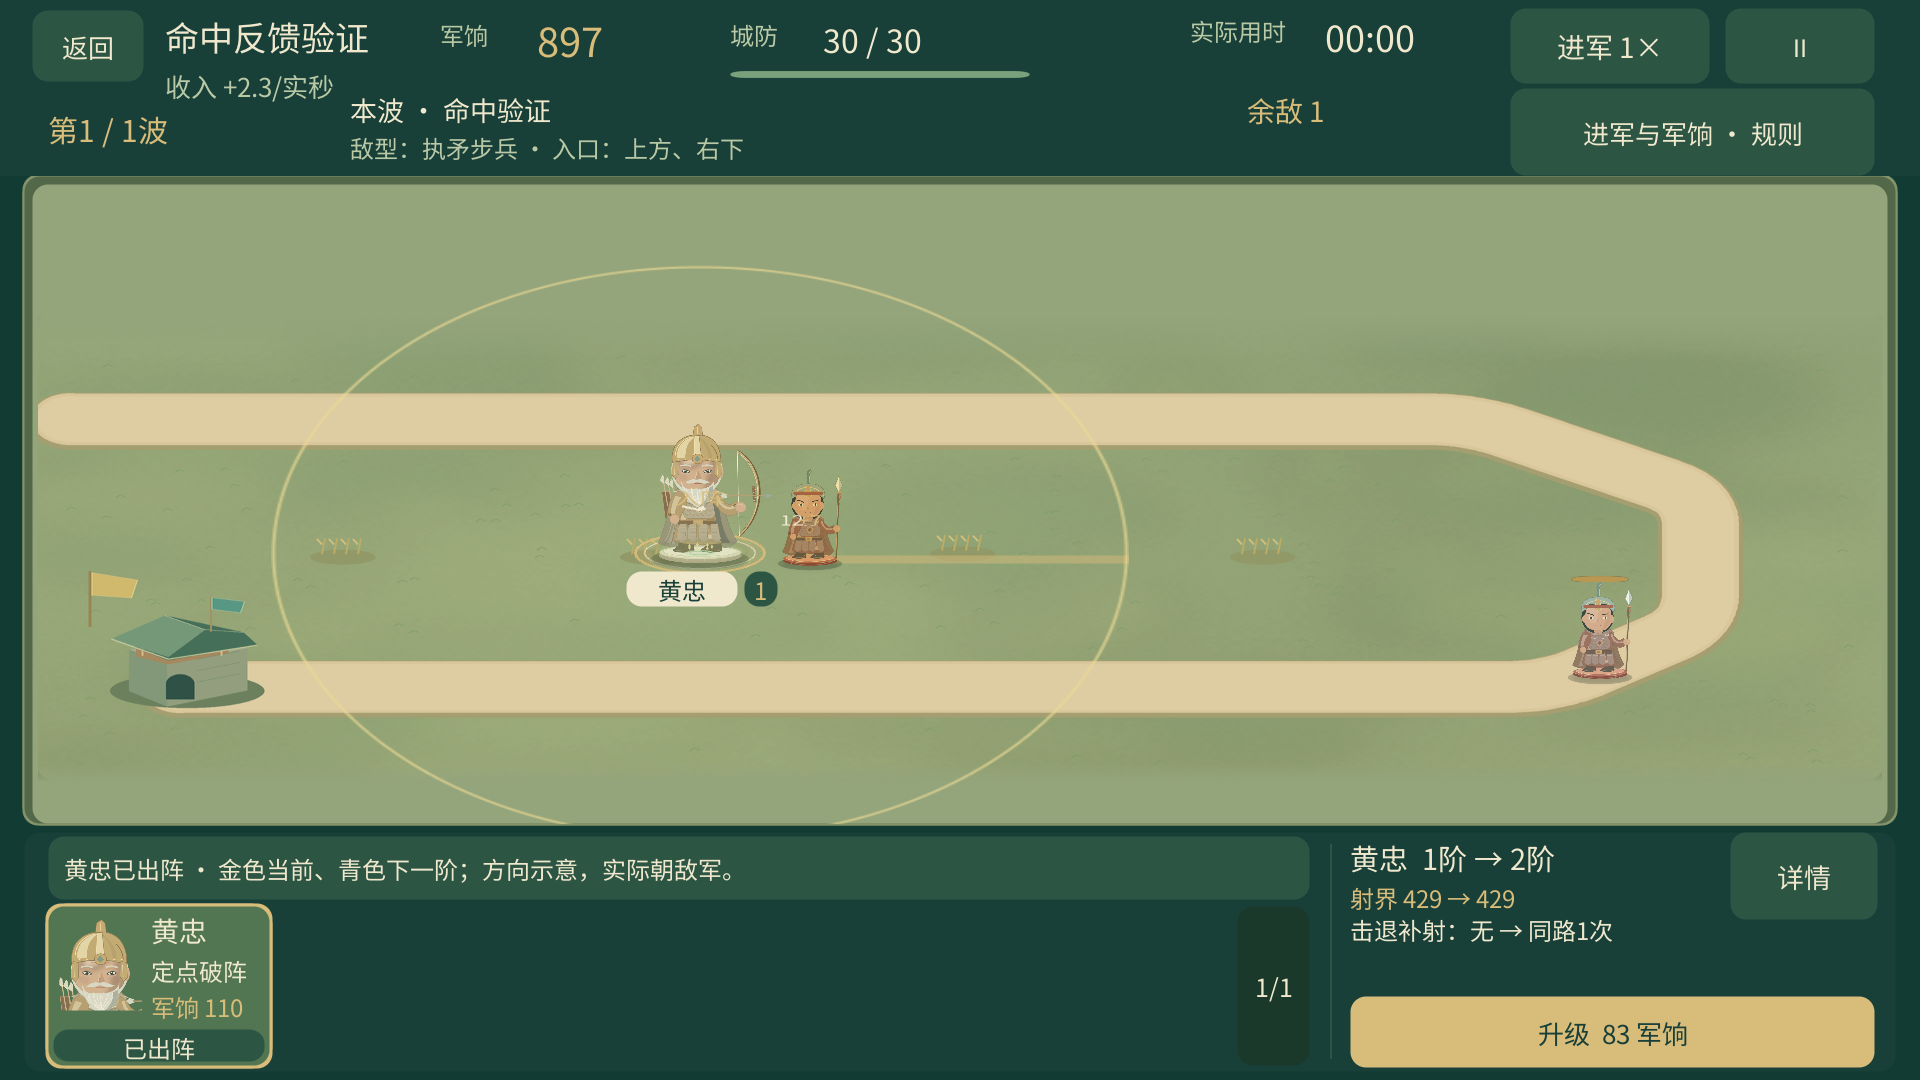 返回
命中反馈验证
收入 +2.3/实秒
军饷 897
城防 30 / 30
实际用时 00:00
进军 1×
II
第1 / 1波
本波 · 命中验证
敌型：执矛步兵 · 入口：上方、右下
余敌 1
进军与军饷 · 规则
12
黄忠 1
黄忠已出阵 · 金色当前、青色下一阶；方向示意，实际朝敌军。
黄忠
定点破阵
军饷 110
已出阵
1/1
黄忠 1阶 → 2阶
射界 429 → 429
击退补射：无 → 同路1次
详情
升级 83 军饷